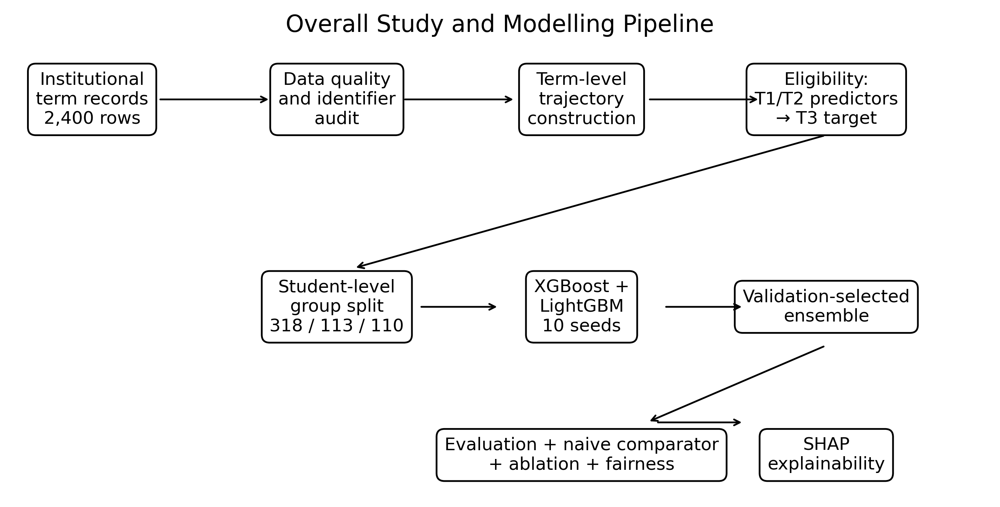 Overall Study and Modelling Pipeline
Institutional
term records
2,400 rows
Data quality
and identifier
audit
Term-level
trajectory
construction
Eligibility:
T1/T2 predictors
→ T3 target
Student-level
group split
318 / 113 / 110
XGBoost +
LightGBM
10 seeds
Validation-selected
ensemble
Evaluation + naive comparator
+ ablation + fairness
SHAP
explainability